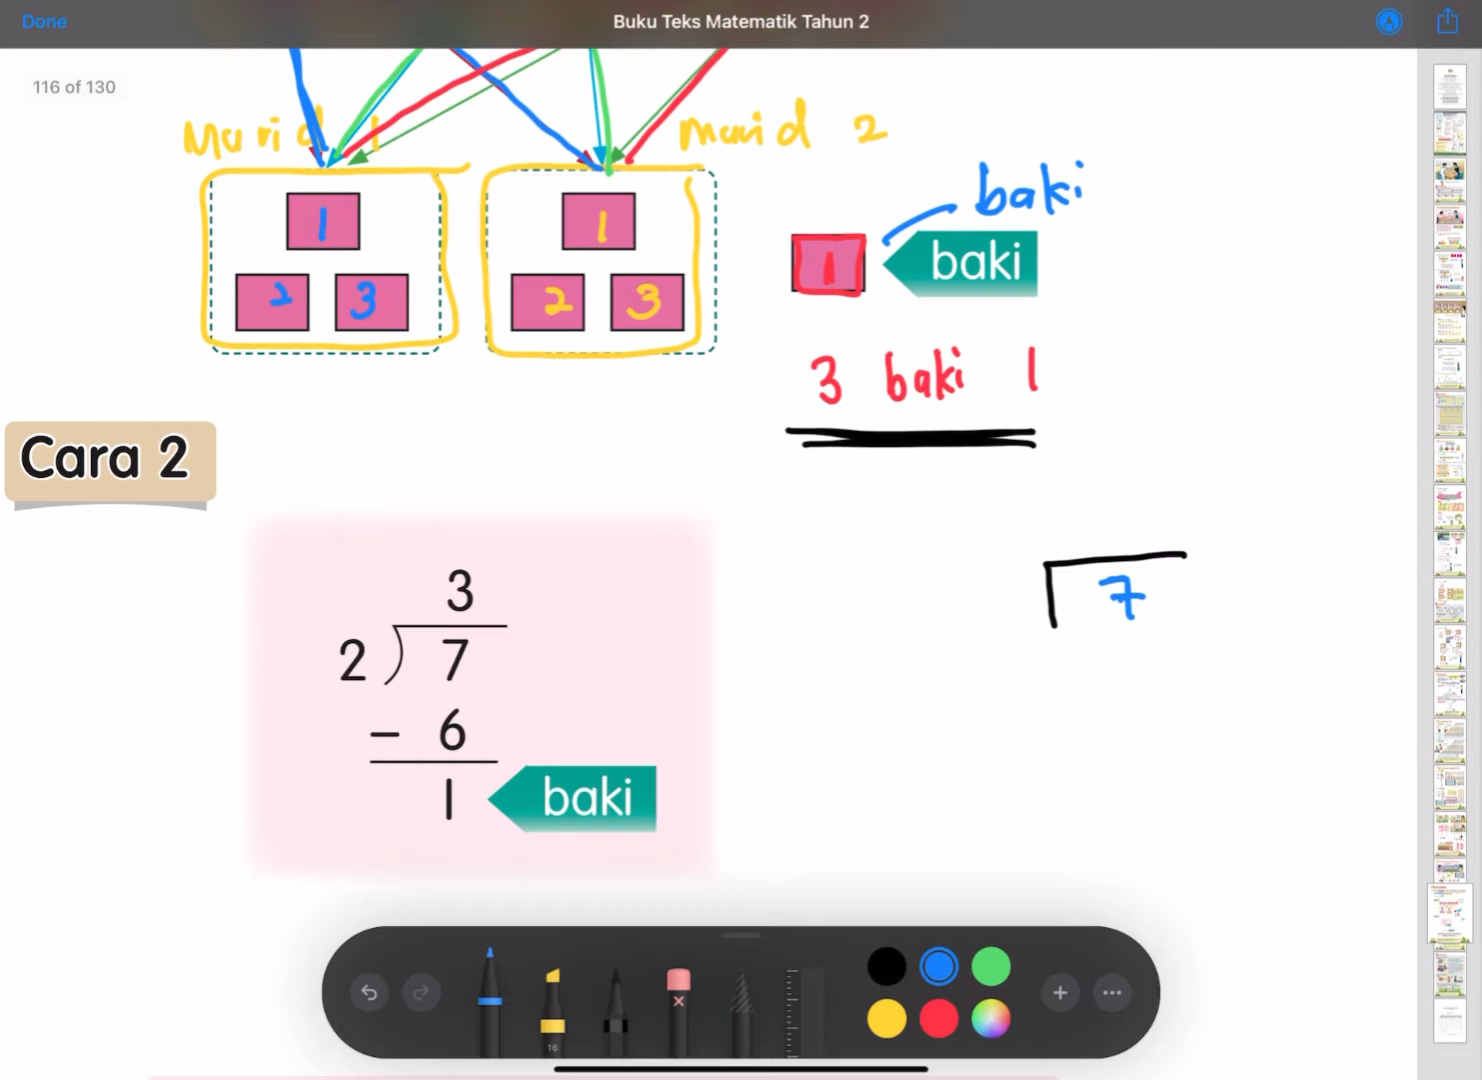 Done
Buku Teks Matematik Tahun 2
116 of 130
Murid 1
murid 2
baki
1
1
1
baki
2 3
2 3
3 baki 1
Cara 2
7
3
2 ) 7
- 6
1
baki
16